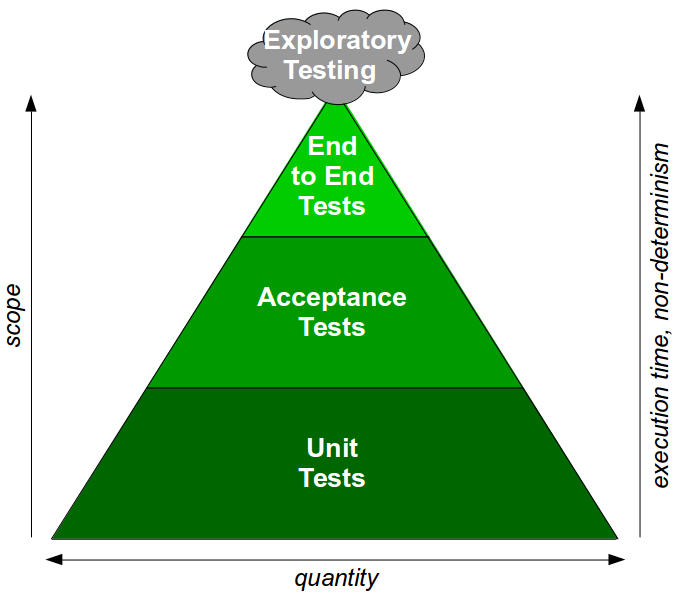 Exploratory
Testing
End
to End
Tests
Acceptance
Tests
Unit
Tests
scope
execution time, non-determinism
quantity